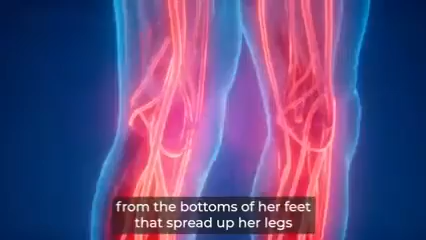 from the bottoms of her feet
that spread up her legs